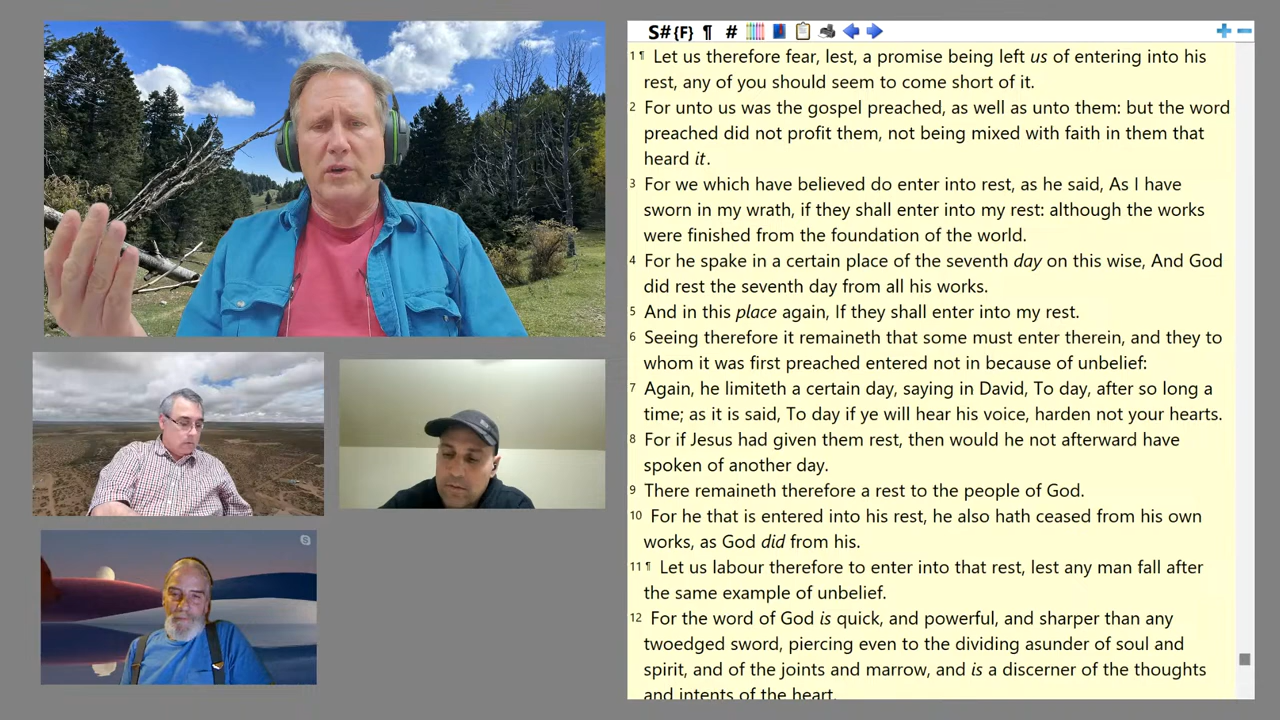 S# {F} ¶ #
1 ¶ Let us therefore fear, lest, a promise being left us of entering into his
rest, any of you should seem to come short of it.
2 For unto us was the gospel preached, as well as unto them: but the word
preached did not profit them, not being mixed with faith in them that
heard it.
3 For we which have believed do enter into rest, as he said, As I have
sworn in my wrath, if they shall enter into my rest: although the works
were finished from the foundation of the world.
4 For he spake in a certain place of the seventh day on this wise, And God
did rest the seventh day from all his works.
5 And in this place again, If they shall enter into my rest.
6 Seeing therefore it remaineth that some must enter therein, and they to
whom it was first preached entered not in because of unbelief:
7 Again, he limiteth a certain day, saying in David, To day, after so long a
time; as it is said, To day if ye will hear his voice, harden not your hearts.
8 For if Jesus had given them rest, then would he not afterward have
spoken of another day.
9 There remaineth therefore a rest to the people of God.
10 For he that is entered into his rest, he also hath ceased from his own
works, as God did from his.
11 ¶ Let us labour therefore to enter into that rest, lest any man fall after
the same example of unbelief.
12 For the word of God is quick, and powerful, and sharper than any
twoedged sword, piercing even to the dividing asunder of soul and
spirit, and of the joints and marrow, and is a discerner of the thoughts
and intents of the heart.